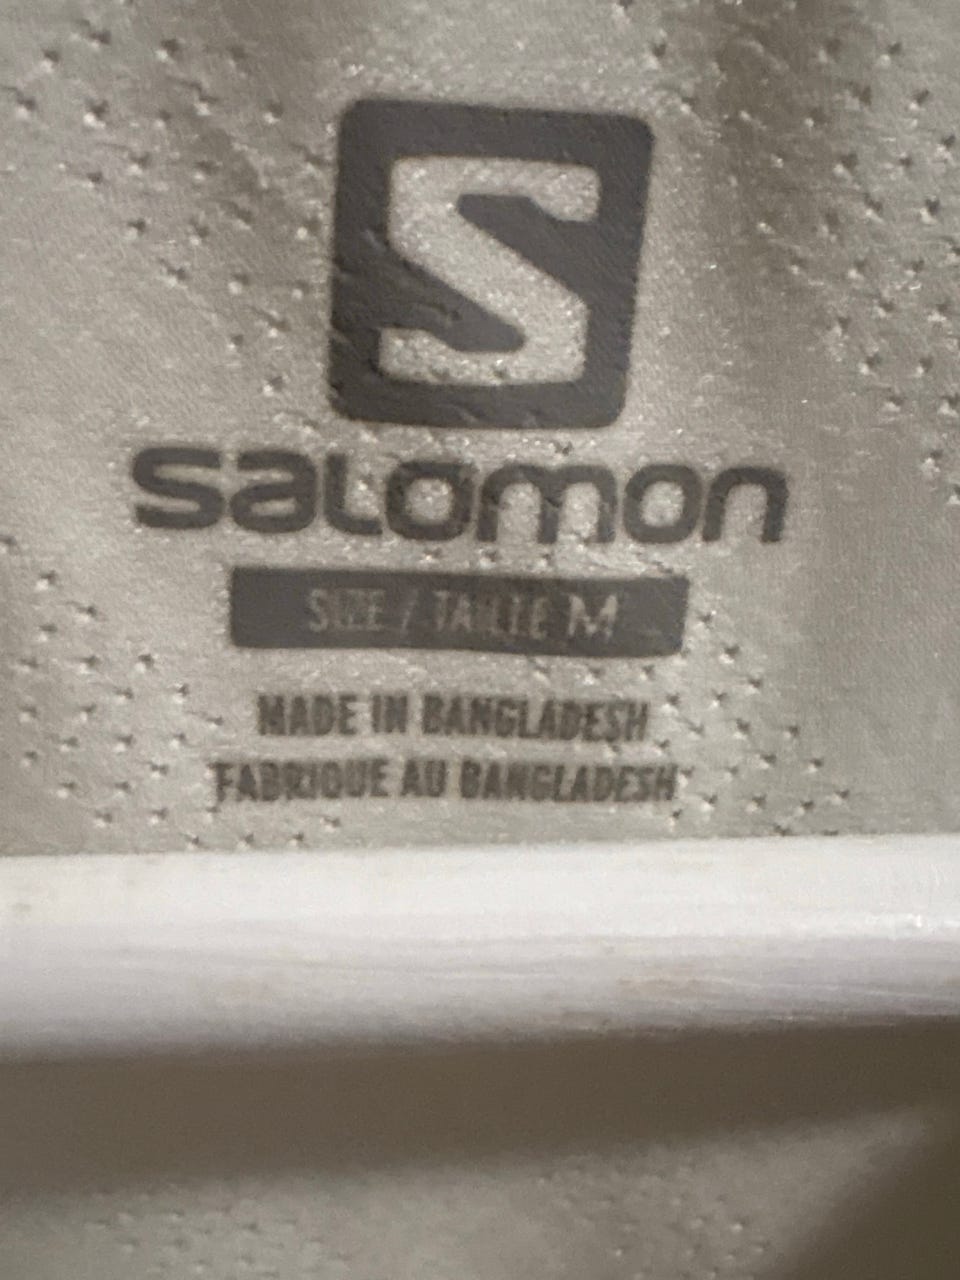 S
salomon
SIZE / TAILLE M
MADE IN BANGLADESH
FABRIQUE AU BANGLADESH